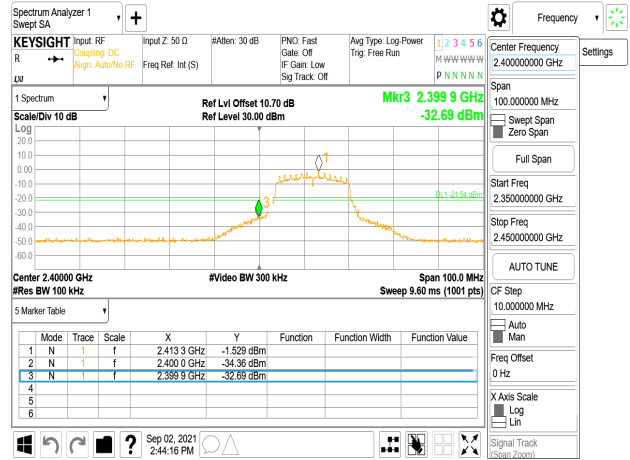 Spectrum Analyzer 1
Swept SA
KEYSIGHT
R
Input: RF
Coupling: DC
Align: Auto/No RF
Input Z: 50 Ω
Freq Ref: Int (S)
#Atten: 30 dB
PNO: Fast
Gate: Off
IF Gain: Low
Sig Track: Off
Avg Type: Log-Power
Trig: Free Run
1 2 3 4 5 6
M W W W W W
P N N N N N
1 Spectrum
Scale/Div 10 dB
Ref Lvl Offset 10.70 dB
Ref Level 30.00 dBm
Mkr3 2.399 9 GHz
-32.69 dBm
Log
20.0
10.0
0.00
-10.0
-20.0
-30.0
-40.0
-50.0
-60.0
1
3
DL1 -21.54 dBm
Center 2.40000 GHz
#Res BW 100 kHz
#Video BW 300 kHz
Span 100.0 MHz
Sweep 9.60 ms (1001 pts)
5 Marker Table
Mode Trace Scale X Y Function Function Width Function Value
1 N 1 f 2.413 3 GHz -1.529 dBm
2 N 1 f 2.400 0 GHz -34.36 dBm
3 N 1 f 2.399 9 GHz -32.69 dBm
4
5
6
?
Sep 02, 2021
2:44:16 PM
Frequency
Settings
Center Frequency
2.400000000 GHz
Span
100.000000 MHz
Swept Span
Zero Span
Full Span
Start Freq
2.350000000 GHz
Stop Freq
2.450000000 GHz
AUTO TUNE
CF Step
10.000000 MHz
Auto
Man
Freq Offset
0 Hz
X Axis Scale
Log
Lin
Signal Track
(Span Zoom)